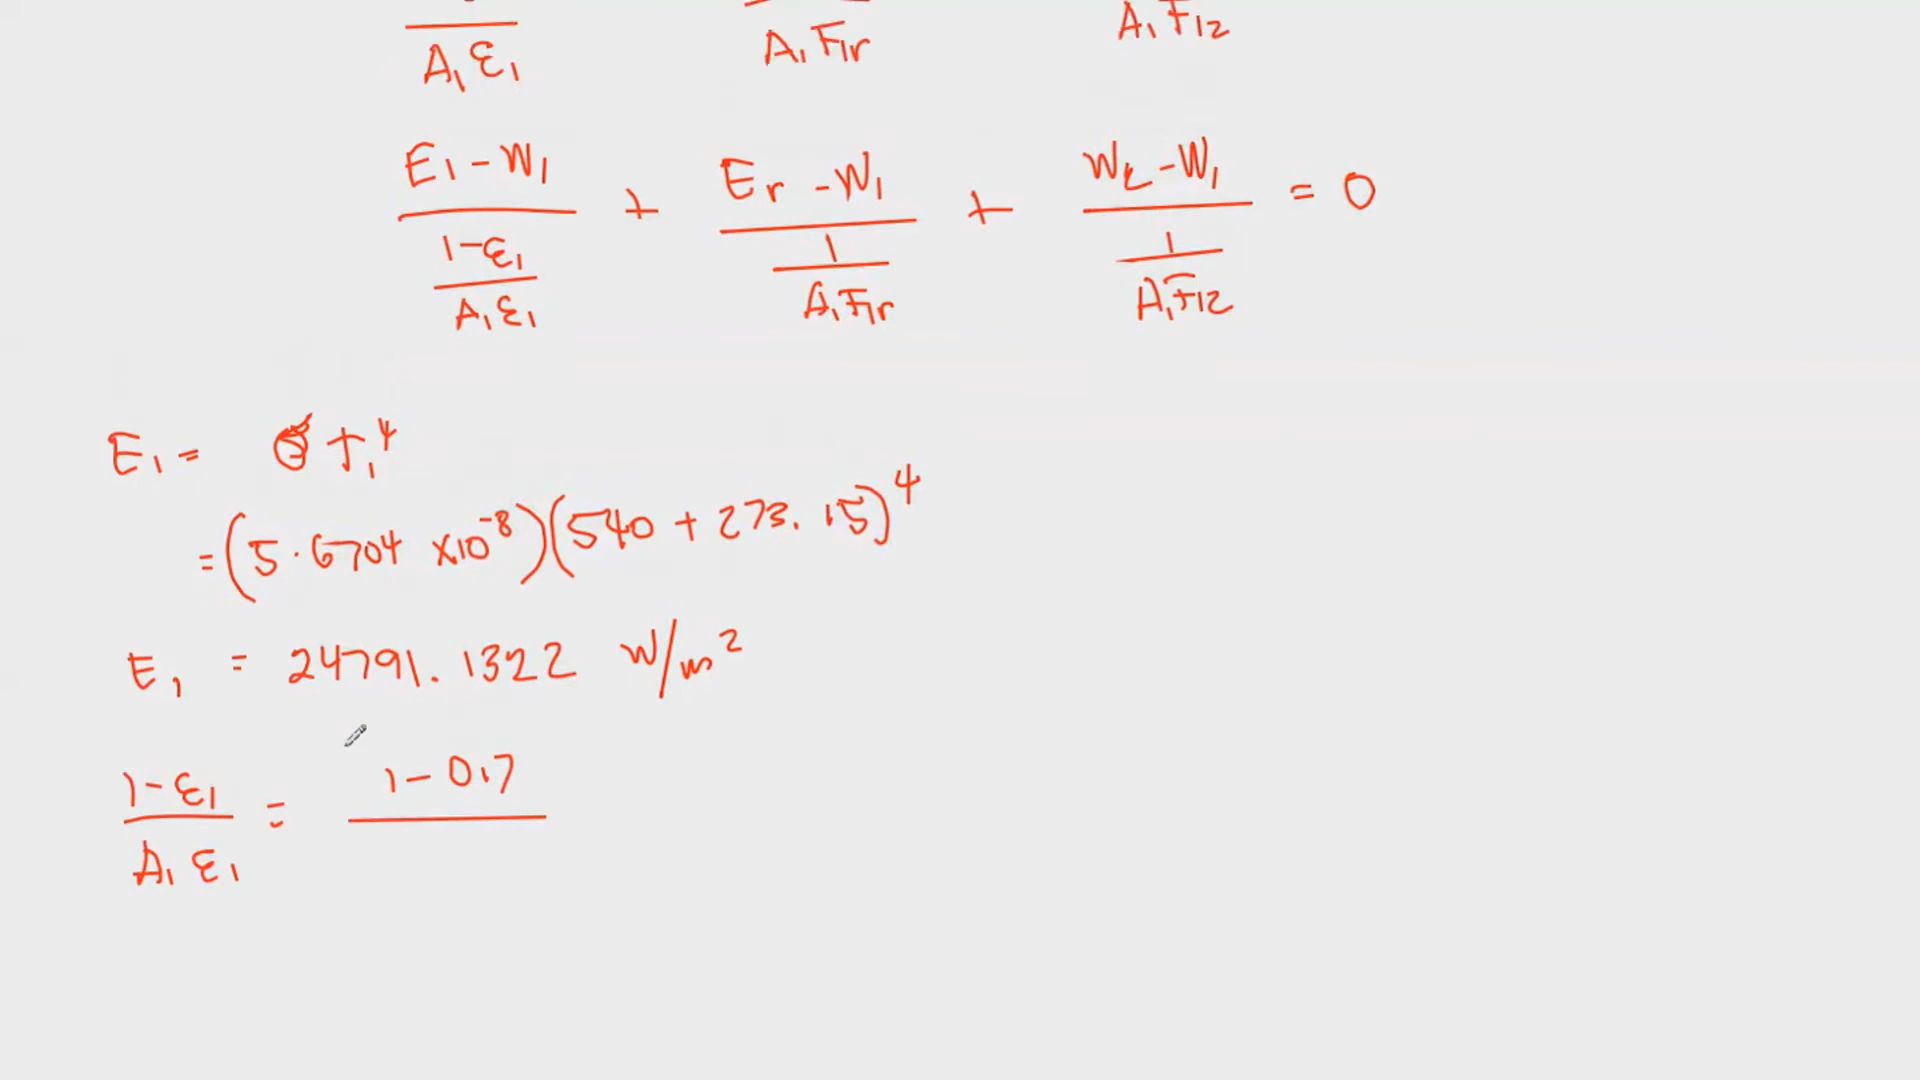 A₁ε₁ A₁F₁r A₁F₁₂
E₁ - W₁ + Er - W₁ + W₂ - W₁ = 0
1-ε₁ 1 1
A₁ε₁ A₁F₁r A₁F₁₂
E₁ = σT₁⁴
= (5.6704 x10⁻⁸)(540 + 273.15)⁴
E₁ = 24791.1322 W/m²
1-ε₁ = 1-0.7
A₁ε₁